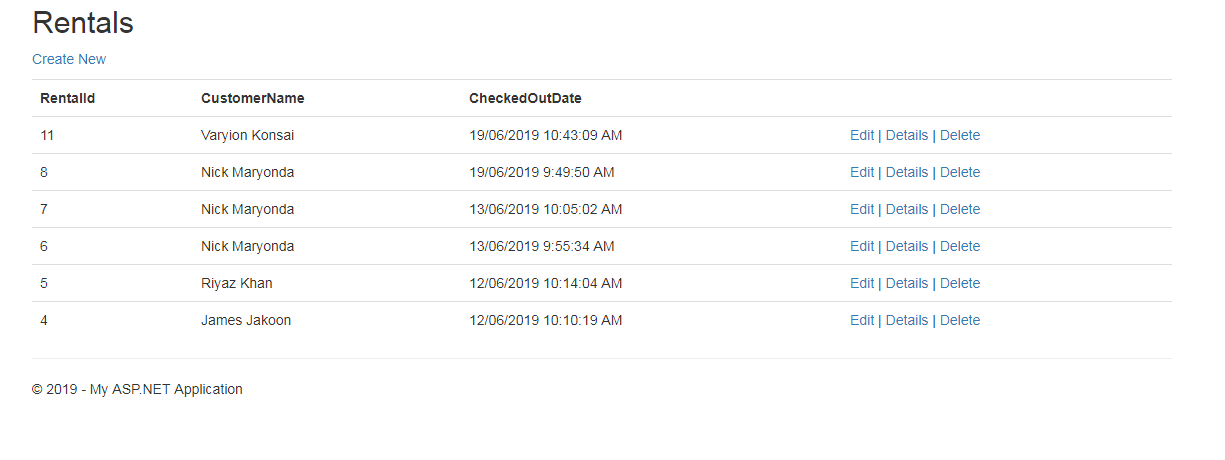 Rentals
Create New
RentalId CustomerName CheckedOutDate
11 Varyion Konsai 19/06/2019 10:43:09 AM Edit | Details | Delete
8 Nick Maryonda 19/06/2019 9:49:50 AM Edit | Details | Delete
7 Nick Maryonda 13/06/2019 10:05:02 AM Edit | Details | Delete
6 Nick Maryonda 13/06/2019 9:55:34 AM Edit | Details | Delete
5 Riyaz Khan 12/06/2019 10:14:04 AM Edit | Details | Delete
4 James Jakoon 12/06/2019 10:10:19 AM Edit | Details | Delete
© 2019 - My ASP.NET Application